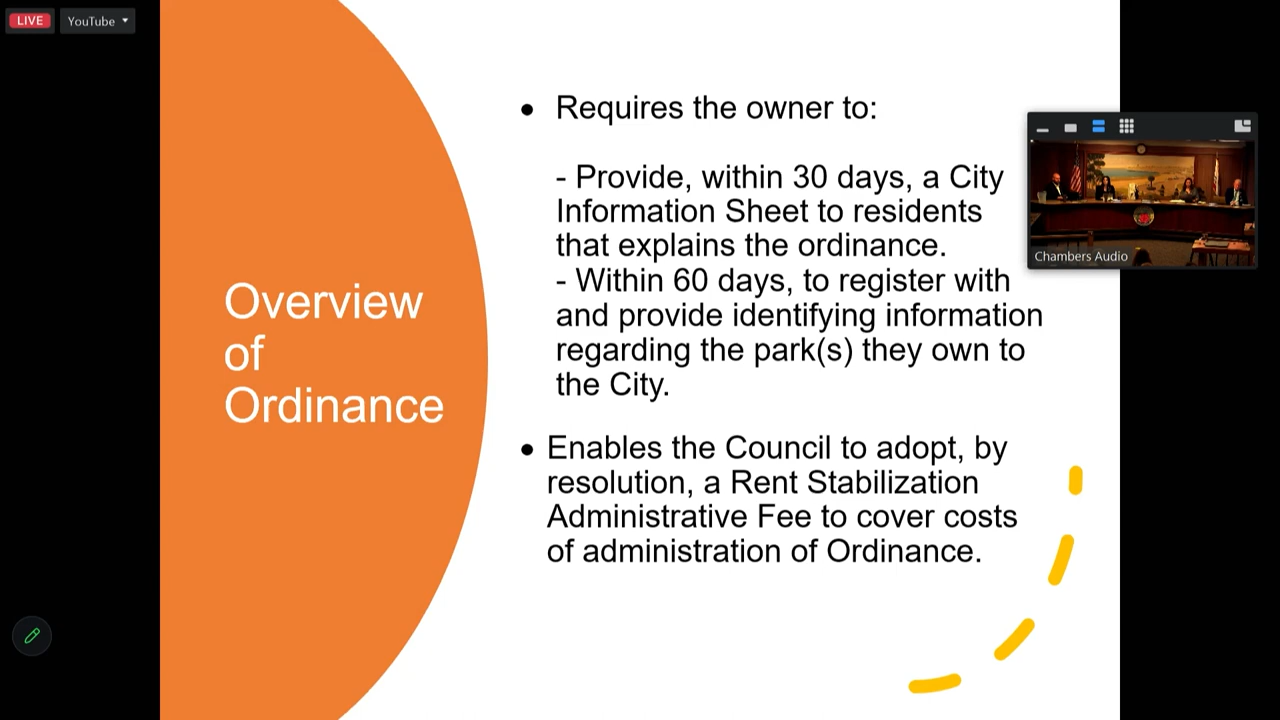 LIVE
YouTube
Overview
of
Ordinance
• Requires the owner to:
- Provide, within 30 days, a City
Information Sheet to residents
that explains the ordinance.
- Within 60 days, to register with
and provide identifying information
regarding the park(s) they own to
the City.
• Enables the Council to adopt, by
resolution, a Rent Stabilization
Administrative Fee to cover costs
of administration of Ordinance.
Chambers Audio